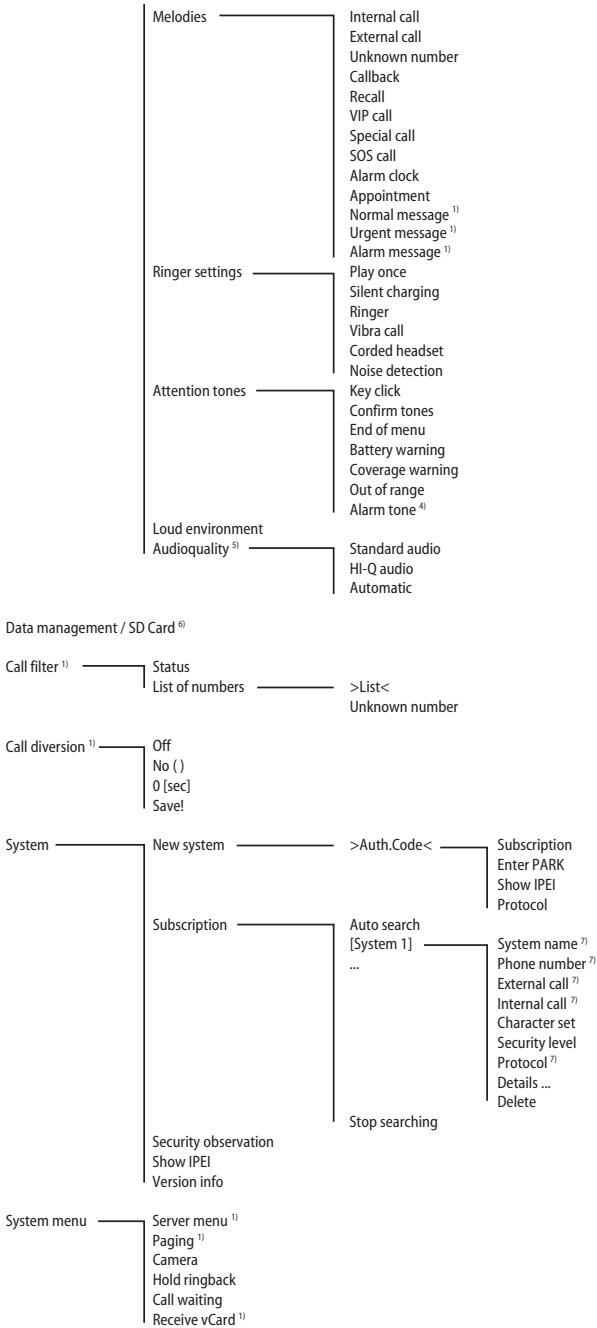 Melodies Internal call
External call
Unknown number
Callback
Recall
VIP call
Special call
SOS call
Alarm clock
Appointment
Normal message 1)
Urgent message 1)
Alarm message 1)
Ringer settings Play once
Silent charging
Ringer
Vibra call
Corded headset
Noise detection
Attention tones Key click
Confirm tones
End of menu
Battery warning
Coverage warning
Out of range
Alarm tone 4)
Loud environment
Audioquality 5) Standard audio
HI-Q audio
Automatic
Data management / SD Card 6)
Call filter 1) Status
List of numbers >List<
Unknown number
Call diversion 1) Off
No ( )
0 [sec]
Save!
System New system >Auth.Code< Subscription
Enter PARK
Show IPEI
Protocol
Subscription Auto search
[System 1] System name 7)
... Phone number 7)
External call 7)
Internal call 7)
Character set
Security level
Protocol 7)
Details ...
Delete
Stop searching
Security observation
Show IPEI
Version info
System menu Server menu 1)
Paging 1)
Camera
Hold ringback
Call waiting
Receive vCard 1)